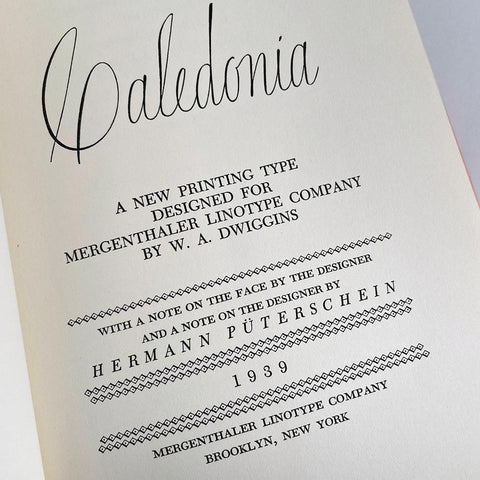 Caledonia
A NEW PRINTING TYPE
DESIGNED FOR
MERGENTHALER LINOTYPE COMPANY
BY W. A. DWIGGINS
WITH A NOTE ON THE FACE BY THE DESIGNER
AND A NOTE ON THE DESIGNER BY
HERMANN PÜTERSCHEIN
1939
MERGENTHALER LINOTYPE COMPANY
BROOKLYN, NEW YORK